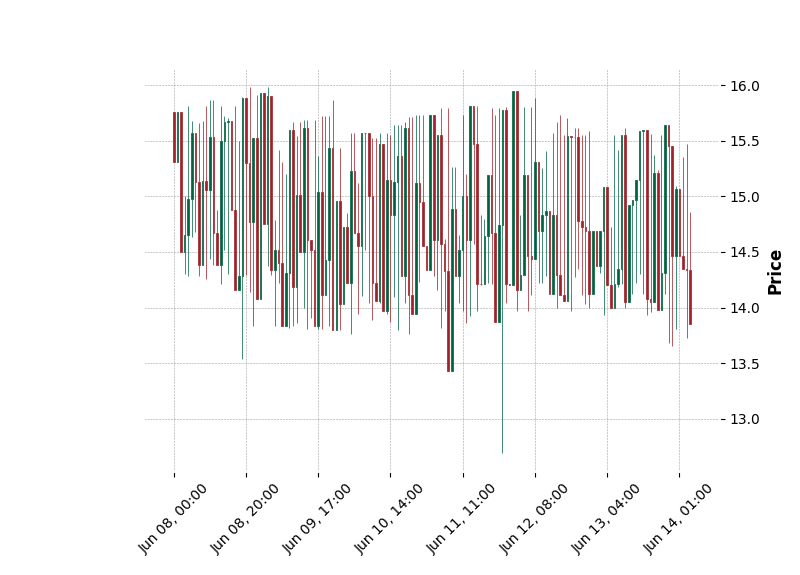 16.0
15.5
15.0
14.5
14.0
13.5
13.0
Price
Jun 08, 00:00
Jun 08, 20:00
Jun 09, 17:00
Jun 10, 14:00
Jun 11, 11:00
Jun 12, 08:00
Jun 13, 04:00
Jun 14, 01:00